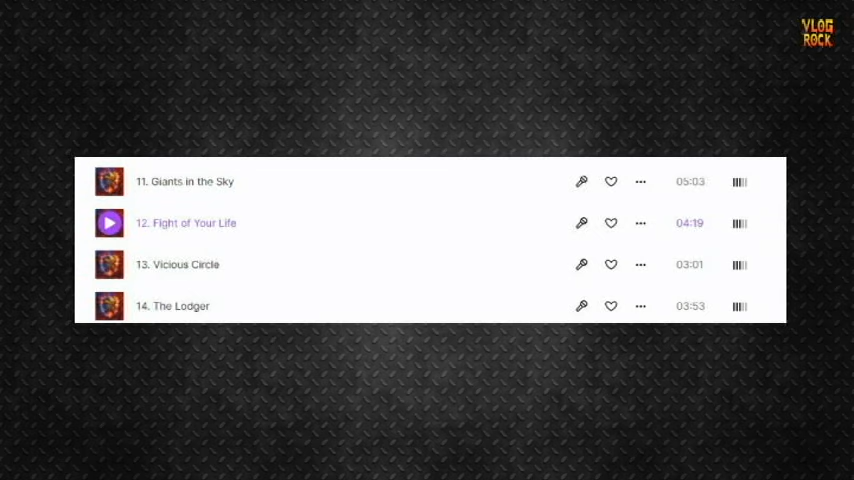 VLOG
ROCK
11. Giants in the Sky 05:03
12. Fight of Your Life 04:19
13. Vicious Circle 03:01
14. The Lodger 03:53